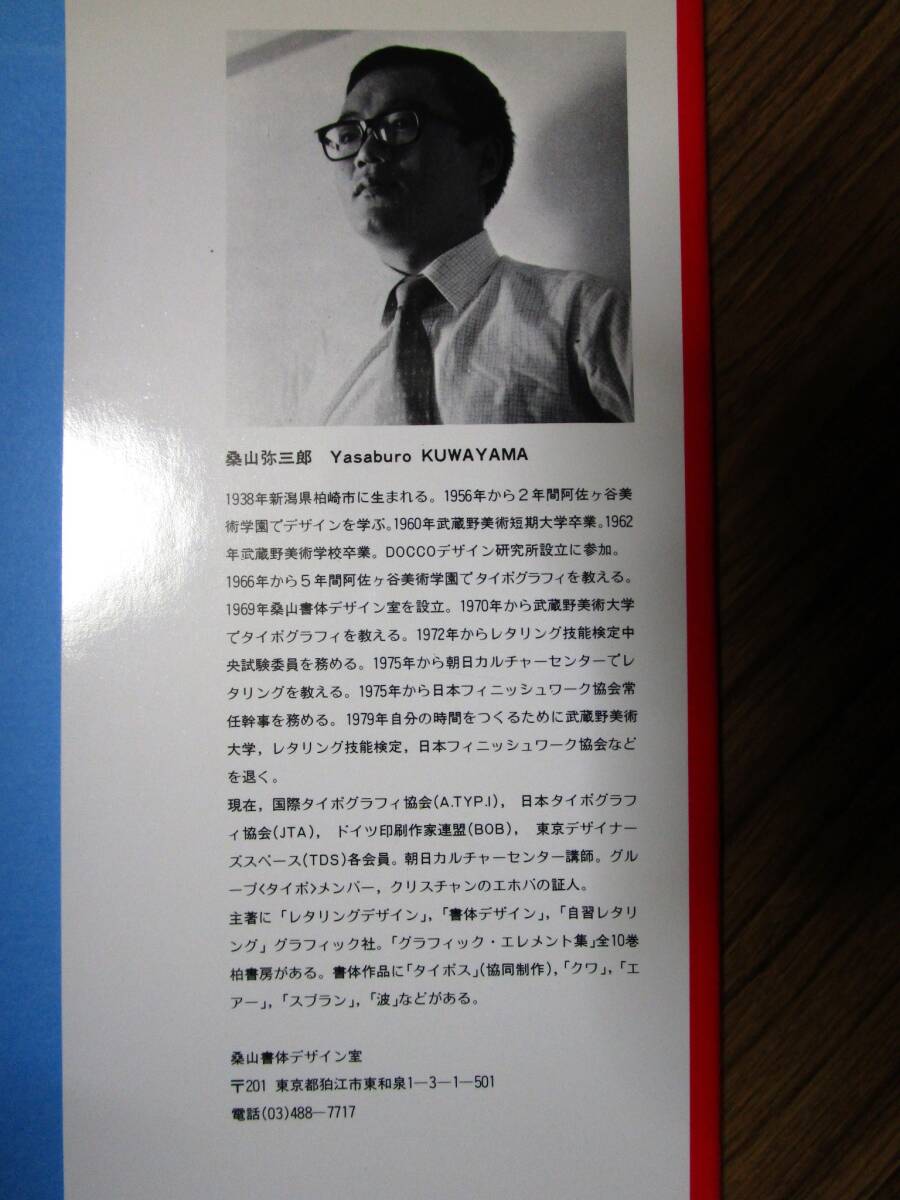 桑山弥三郎 Yasaburo KUWAYAMA
1938年新潟県柏崎市に生まれる。1956年から2年間阿佐ヶ谷美
術学園でデザインを学ぶ。1960年武蔵野美術短期大学卒業。1962
年武蔵野美術学校卒業。DOCCOデザイン研究所設立に参加。
1966年から5年間阿佐ヶ谷美術学園でタイポグラフィを教える。
1969年桑山書体デザイン室を設立。1970年から武蔵野美術大学
でタイポグラフィを教える。1972年からレタリング技能検定中
央試験委員を務める。1975年から朝日カルチャーセンターでレ
タリングを教える。1975年から日本フィニッシュワーク協会常
任幹事を務める。1979年自分の時間をつくるために武蔵野美術
大学，レタリング技能検定，日本フィニッシュワーク協会など
を退く。
現在，国際タイポグラフィ協会(A.TYP.I)，日本タイポグラフ
ィ協会(JTA)，ドイツ印刷作家連盟(BOB)，東京デザイナー
ズスペース(TDS)各会員。朝日カルチャーセンター講師。グル
ープ〈タイポ〉メンバー，クリスチャンのエホバの証人。
主著に「レタリングデザイン」，「書体デザイン」，「自習レタリ
ング」グラフィック社。「グラフィック・エレメント集」全10巻
柏書房がある。書体作品に「タイポス」(協同制作)，「クワ」，「エ
アー」，「スプラン」，「波」などがある。
桑山書体デザイン室
〒201 東京都狛江市東和泉1—3—1—501
電話(03)488—7717